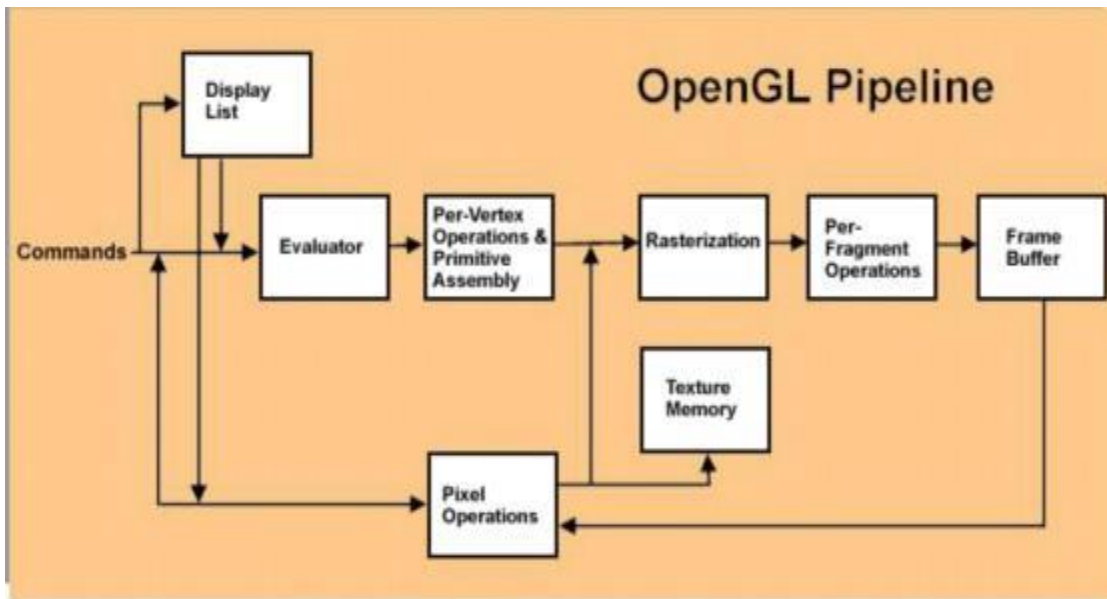 OpenGL Pipeline
Display
List
Commands
Evaluator
Per-Vertex
Operations &
Primitive
Assembly
Rasterization
Per-
Fragment
Operations
Frame
Buffer
Texture
Memory
Pixel
Operations